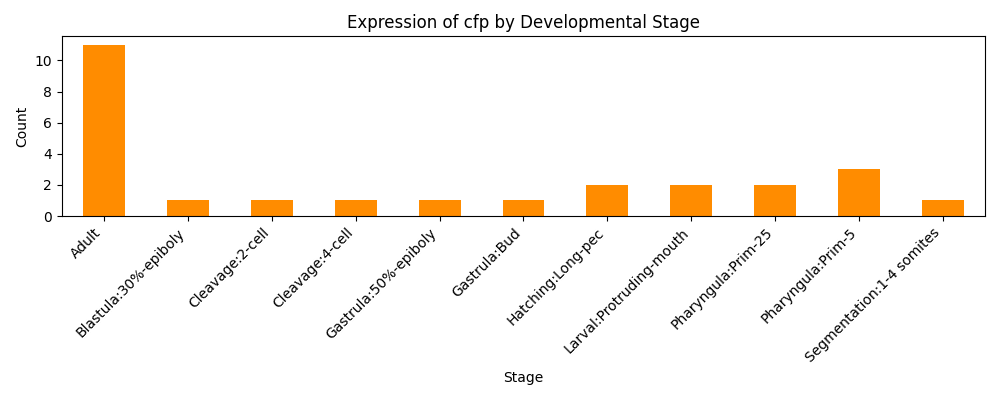 Expression of cfp by Developmental Stage
Count
10
8
6
4
2
0
Adult
Blastula:30%-epiboly
Cleavage:2-cell
Cleavage:4-cell
Gastrula:50%-epiboly
Gastrula:Bud
Hatching:Long-pec
Larval:Protruding-mouth
Pharyngula:Prim-25
Pharyngula:Prim-5
Segmentation:1-4 somites
Stage